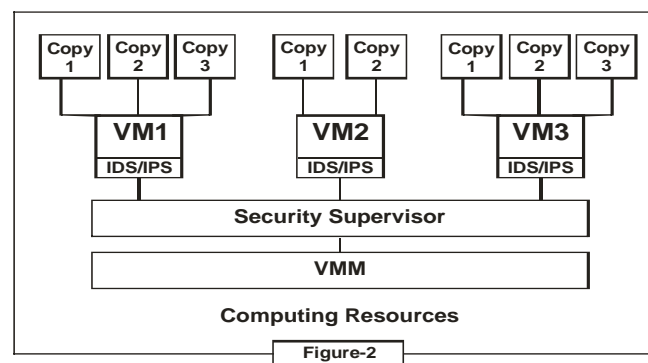 Copy 1
Copy 2
Copy 3
Copy 1
Copy 2
Copy 1
Copy 2
Copy 3
VM1
VM2
VM3
IDS/IPS
IDS/IPS
IDS/IPS
Security Supervisor
VMM
Computing Resources
Figure-2